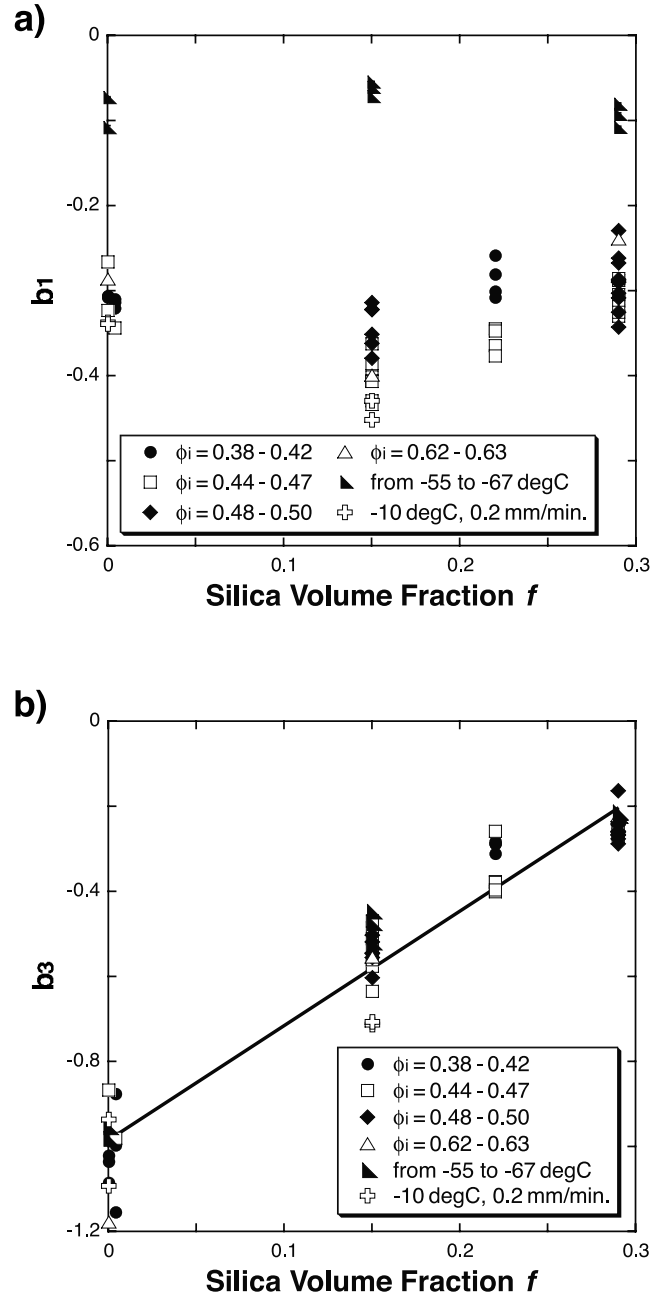 a)
0
-0.2
-0.4
-0.6
b1
ϕi = 0.38 - 0.42
ϕi = 0.62 - 0.63
ϕi = 0.44 - 0.47
from -55 to -67 degC
ϕi = 0.48 - 0.50
-10 degC, 0.2 mm/min.
0 0.1 0.2 0.3
Silica Volume Fraction f
b)
0
-0.4
-0.8
-1.2
b3
ϕi = 0.38 - 0.42
ϕi = 0.44 - 0.47
ϕi = 0.48 - 0.50
ϕi = 0.62 - 0.63
from -55 to -67 degC
-10 degC, 0.2 mm/min.
0 0.1 0.2 0.3
Silica Volume Fraction f